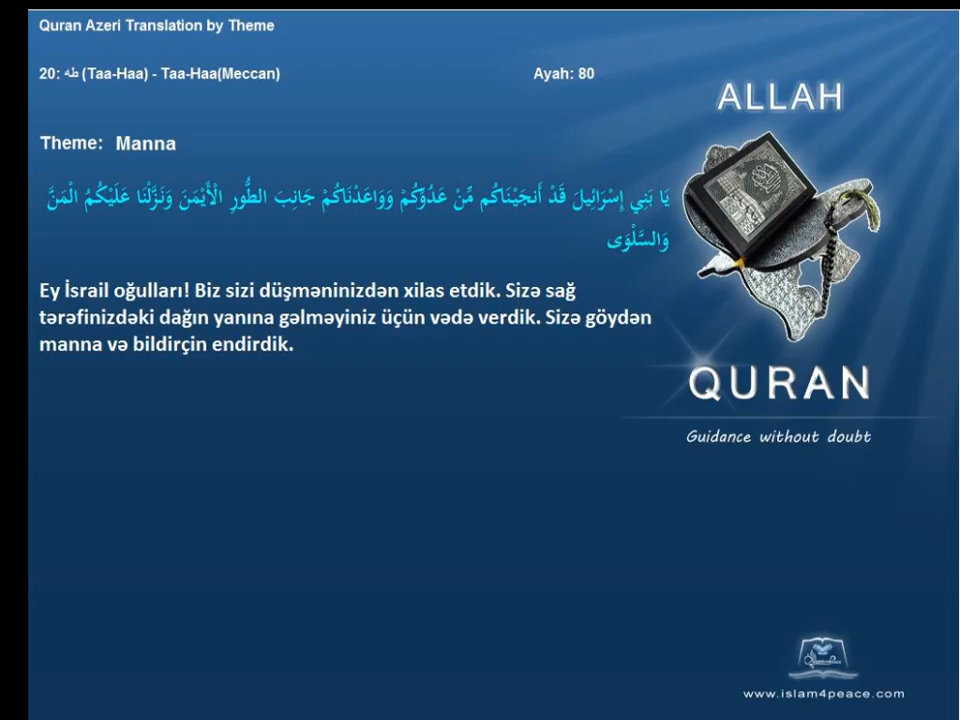 Quran Azeri Translation by Theme
20: طه (Taa-Haa) - Taa-Haa(Meccan) Ayah: 80
ALLAH
Theme: Manna
يَا بَنِي إِسْرَائِيلَ قَدْ أَنجَيْنَاكُم مِّنْ عَدُوِّكُمْ وَوَاعَدْنَاكُمْ جَانِبَ الطُّورِ الْأَيْمَنَ وَنَزَّلْنَا عَلَيْكُمُ الْمَنَّ
وَالسَّلْوَى
Ey İsrail oğulları! Biz sizi düşməninizdən xilas etdik. Sizə sağ
tərəfinizdəki dağın yanına gəlməyiniz üçün vədə verdik. Sizə göydən
manna və bildirçin endirdik.
QURAN
Guidance without doubt
www.islam4peace.com